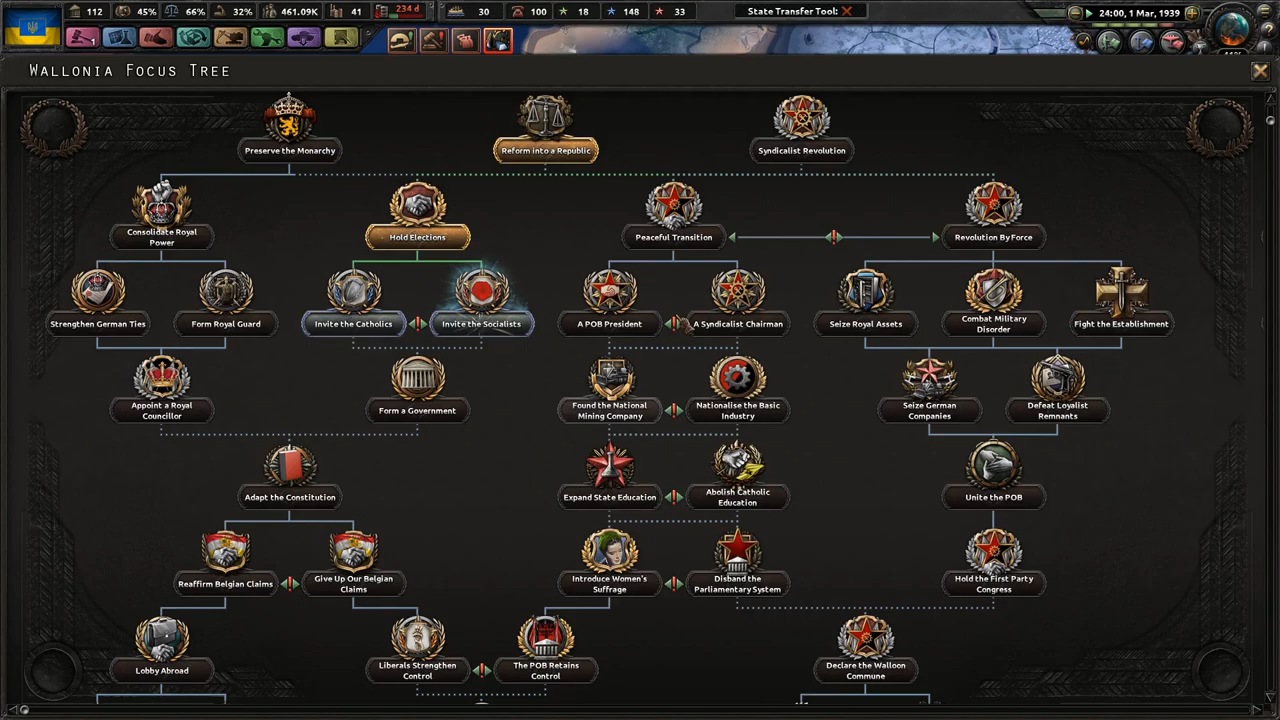 112
45%
66%
32%
461.09K
41
234 d
30
100
18
148
33
State Transfer Tool:
24:00, 1 Mar, 1939
1
WALLONIA FOCUS TREE
Preserve the Monarchy
Reform into a Republic
Syndicalist Revolution
Consolidate Royal
Power
Hold Elections
Peaceful Transition
Revolution By Force
Strengthen German Ties
Form Royal Guard
Invite the Catholics
Invite the Socialists
A POB President
A Syndicalist Chairman
Seize Royal Assets
Combat Military
Disorder
Fight the Establishment
Appoint a Royal
Councillor
Form a Government
Found the National
Mining Company
Nationalise the Basic
Industry
Seize German
Companies
Defeat Loyalist
Remnants
Adapt the Constitution
Expand State Education
Abolish Catholic
Education
Unite the POB
Reaffirm Belgian Claims
Give Up Our Belgian
Claims
Introduce Women's
Suffrage
Disband the
Parliamentary System
Hold the First Party
Congress
Lobby Abroad
Liberals Strengthen
Control
The POB Retains
Control
Declare the Walloon
Commune